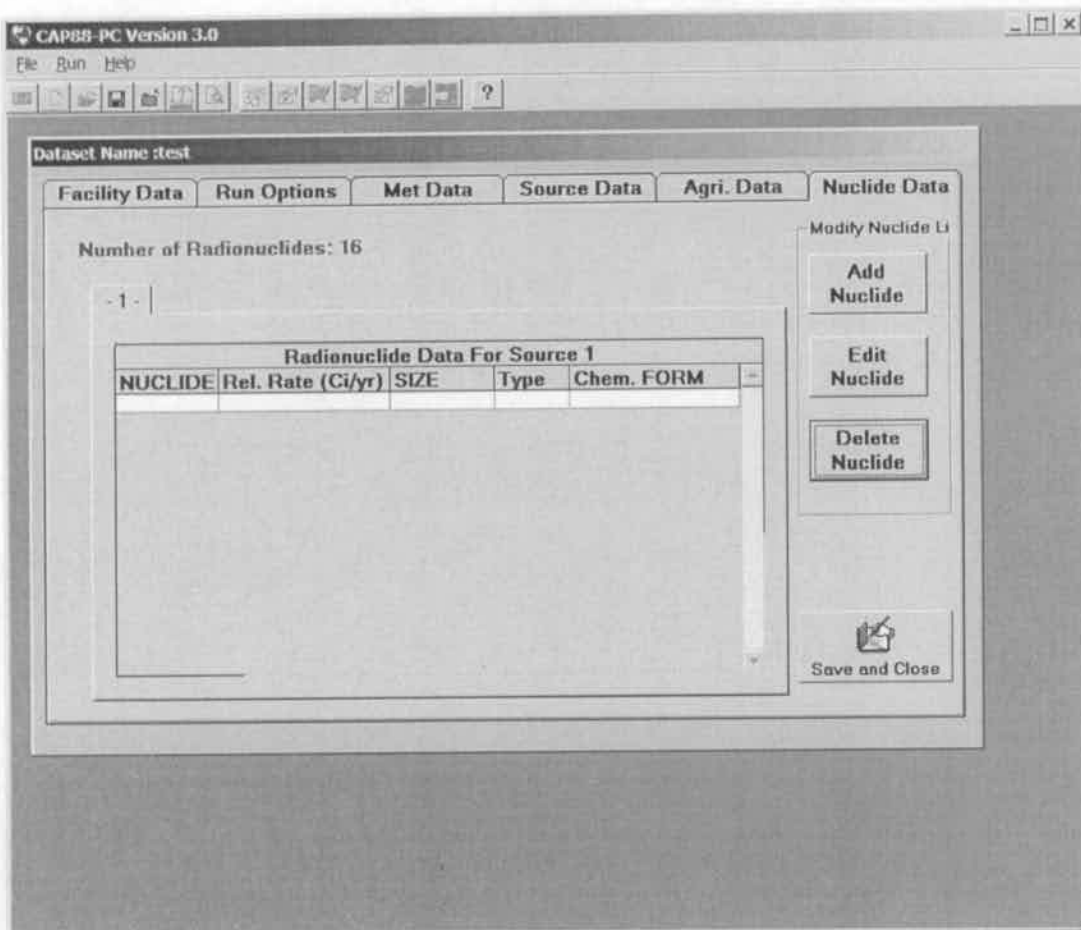 CAP88-PC Version 3.0
File Run Help
?
Dataset Name :test
Facility Data Run Options Met Data Source Data Agri. Data Nuclide Data
Number of Radionuclides: 16
Modify Nuclide Li
- 1 -
Add
Nuclide
Radionuclide Data For Source 1
NUCLIDE Rel. Rate (Ci/yr) SIZE Type Chem. FORM
Edit
Nuclide
Delete
Nuclide
Save and Close